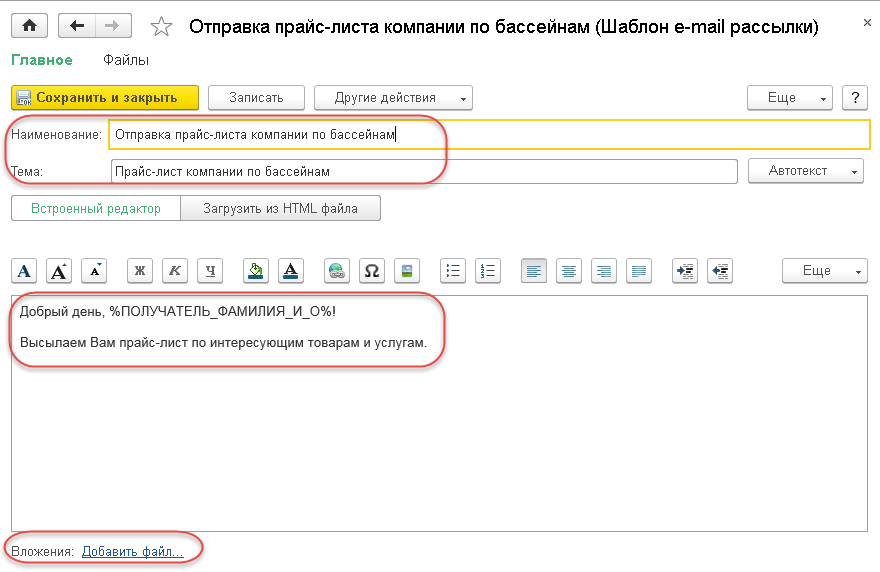 Отправка прайс-листа компании по бассейнам (Шаблон e-mail рассылки)
Главное Файлы
Сохранить и закрыть Записать Другие действия Еще ?
Наименование: Отправка прайс-листа компании по бассейнам
Тема: Прайс-лист компании по бассейнам Автотекст
Встроенный редактор Загрузить из HTML файла
А А А Ж К Ч А Ω Еще
Добрый день, %ПОЛУЧАТЕЛЬ_ФАМИЛИЯ_И_О%!
Высылаем Вам прайс-лист по интересующим товарам и услугам.
Вложения: Добавить файл...